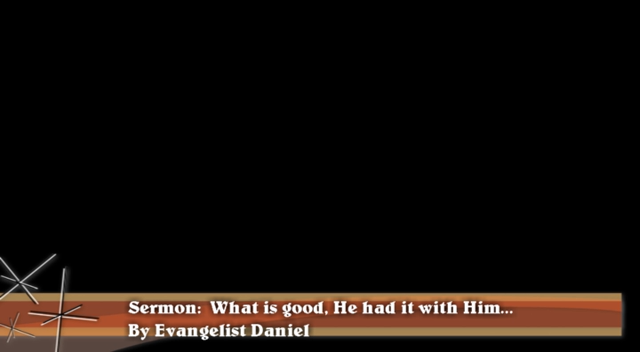 Sermon:  What is good, He had it with Him...
By Evangelist Daniel